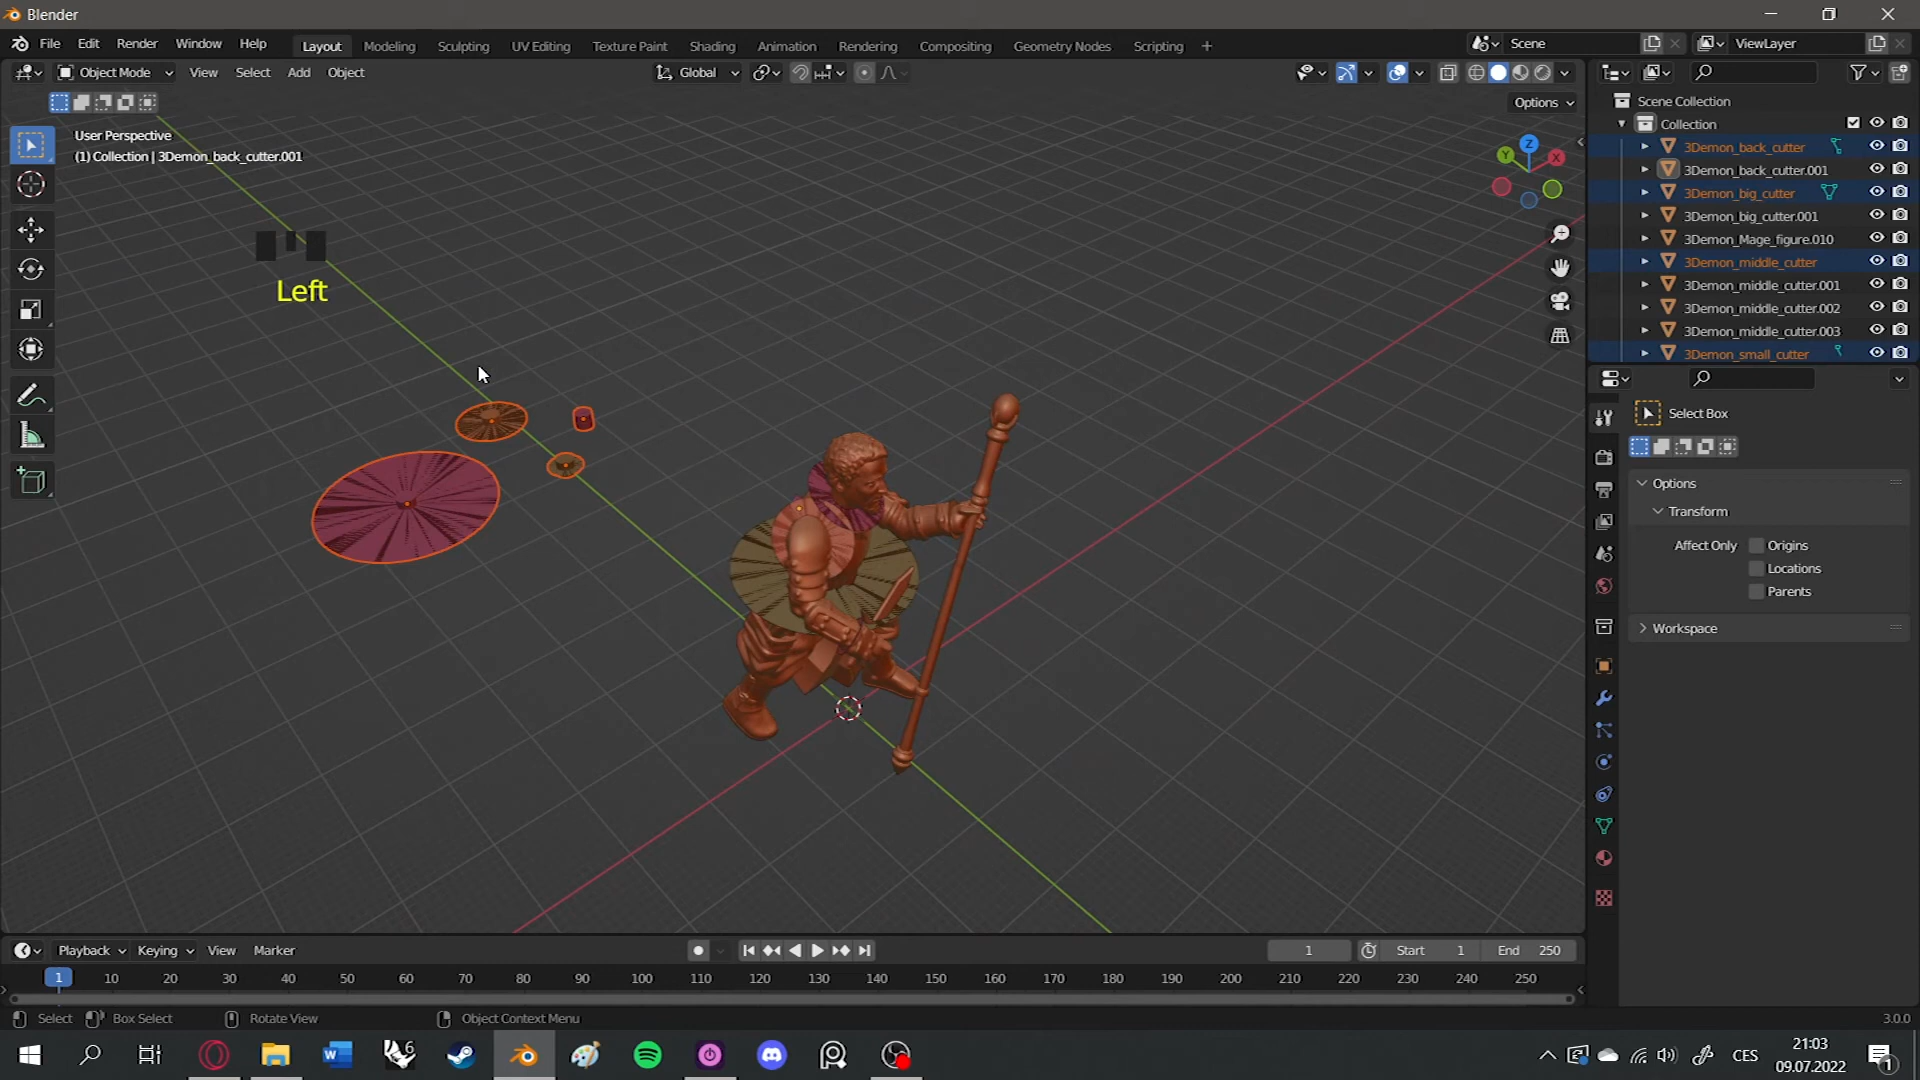 Blender
File Edit Render Window Help Layout Modeling Sculpting UV Editing Texture Paint Shading Animation Rendering Compositing Geometry Nodes Scripting + Scene ViewLayer
Object Mode View Select Add Object Global
Options
User Perspective
(1) Collection | 3Demon_back_cutter.001
Left
Z
Y
X
Scene Collection
Collection
3Demon_back_cutter
3Demon_back_cutter.001
3Demon_big_cutter
3Demon_big_cutter.001
3Demon_Mage_figure.010
3Demon_middle_cutter
3Demon_middle_cutter.001
3Demon_middle_cutter.002
3Demon_middle_cutter.003
3Demon_small_cutter
Select Box
Options
Transform
Affect Only Origins
Locations
Parents
Workspace
Playback Keying View Marker 1 Start 1 End 250
1 10 20 30 40 50 60 70 80 90 100 110 120 130 140 150 160 170 180 190 200 210 220 230 240 250
Select Box Select Rotate View Object Context Menu 3.0.0
W 6 CES 21:03
09.07.2022 1